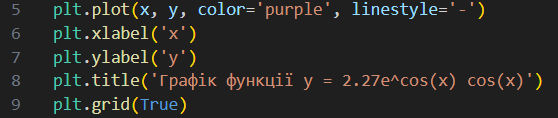 5 plt.plot(x, y, color='purple', linestyle='-')
6 plt.xlabel('x')
7 plt.ylabel('y')
8 plt.title('Графік функції y = 2.27e^cos(x) cos(x)')
9 plt.grid(True)